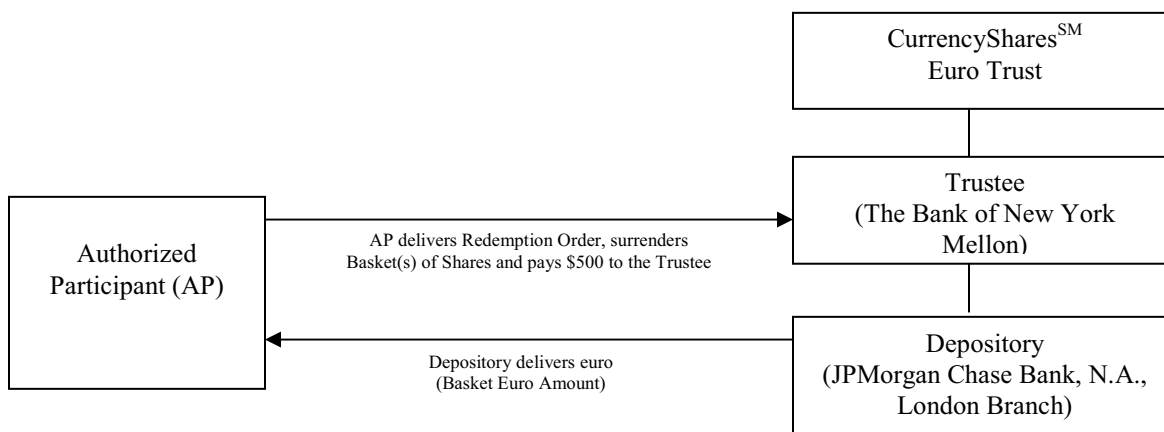 CurrencyShares℠
Euro Trust
Trustee
(The Bank of New York
Mellon)
Authorized
Participant (AP)
AP delivers Redemption Order, surrenders
Basket(s) of Shares and pays $500 to the Trustee
Depository delivers euro
(Basket Euro Amount)
Depository
(JPMorgan Chase Bank, N.A.,
London Branch)